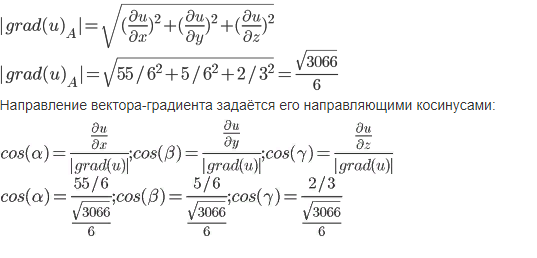 |grad(u)_A|=√((∂u/∂x)²+(∂u/∂y)²+(∂u/∂z)²)
|grad(u)_A|=√(55/6²+5/6²+2/3²)=√3066/6
Направление вектора-градиента задаётся его направляющими косинусами:
cos(α)=(∂u/∂x)/|grad(u)|;cos(β)=(∂u/∂y)/|grad(u)|;cos(γ)=(∂u/∂z)/|grad(u)|
cos(α)=(55/6)/(√3066/6);cos(β)=(5/6)/(√3066/6);cos(γ)=(2/3)/(√3066/6)